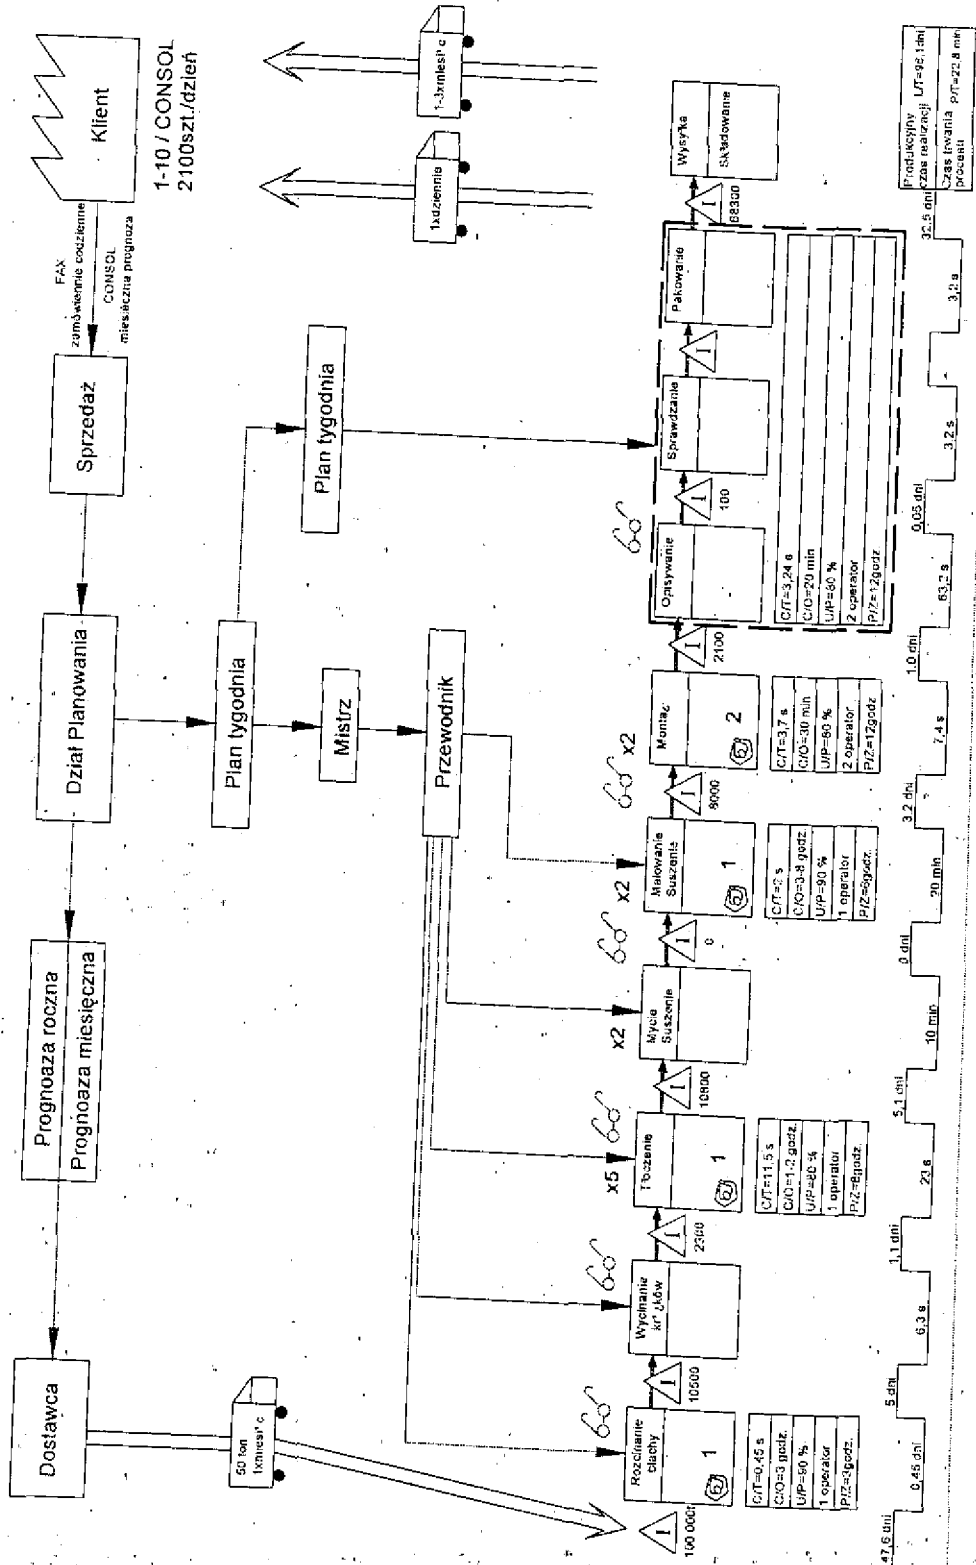 Klient
1-10 / CONSOL
2100szt./dzień
FAX
zamówiennie codzienne
CONSOL
miesięczna prognoza
Sprzedaż
Dział Planowania
Prognoaza roczna
Prognoaza miesięczna
Dostawca
50 ton
1xmiesi¹c
1xdziennie
1-3xmiesi¹c
Plan tygodnia
Plan tygodnia
Mistrz
Przewodnik
I
100 000
Rozcinanie
blachy
1
C/T=0,45 s
C/O=3 godz.
U/P=90 %
1 operator
P/Z=3godz.
I
10500
Wycinanie
kr¹żków
I
2300
x5
Tłoczenie
1
C/T=11,5 s
C/O=1-2 godz.
U/P=80 %
1 operator
P/Z=8godz.
I
10800
x2
Mycie
Suszenie
I
0
x2
Malowanie
Suszenie
1
C/T=2 s
C/O=3-8 godz.
U/P=90 %
1 operator
P/Z=6godz.
I
8000
x2
Montaż
2
C/T=3,7 s
C/O=30 min
U/P=80 %
2 operator
P/Z=12godz
I
2100
Opisywanie
I
100
Sprawdzanie
I
Pakowanie
C/T=3,24 s
C/O=20 min
U/P=80 %
2 operator
P/Z=12godz
I
68300
Wysyłka
Składowanie
47,6 dni
0,45 dni
5 dni
6,3 s
1,1 dni
23 s
5,1 dni
10 min
0 dni
20 min
3,2 dni
7,4 s
1,0 dni
63,2 s
0,05 dni
3,2 s
3,2 s
32,5 dni
Produkcyjny
czas realizacji L/T=96,1dni
Czas trwania P/T=22,8 min
procesu